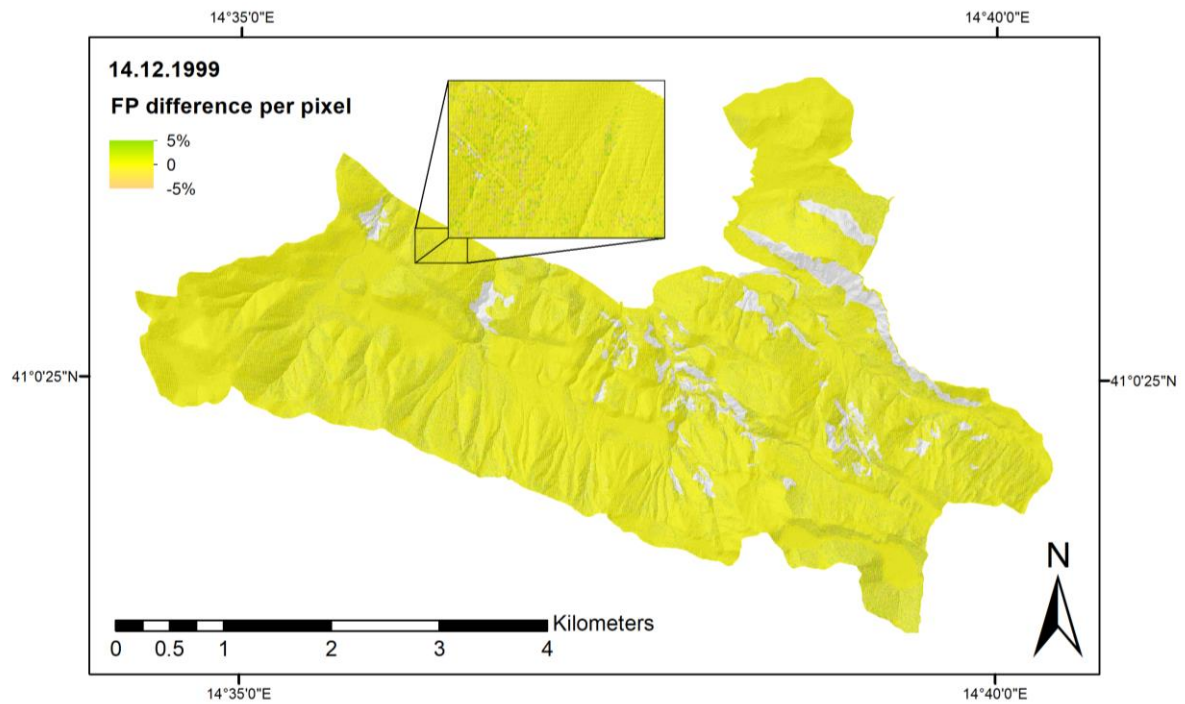 14°35'0"E 14°40'0"E
14.12.1999
FP difference per pixel
5%
0
-5%
41°0'25"N 41°0'25"N
N
Kilometers
0 0.5 1 2 3 4
14°35'0"E 14°40'0"E